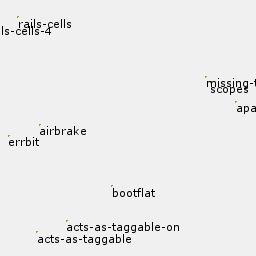 rails-cells
ls-cells-4
missing-t
scopes
apa
airbrake
errbit
bootflat
acts-as-taggable-on
acts-as-taggable